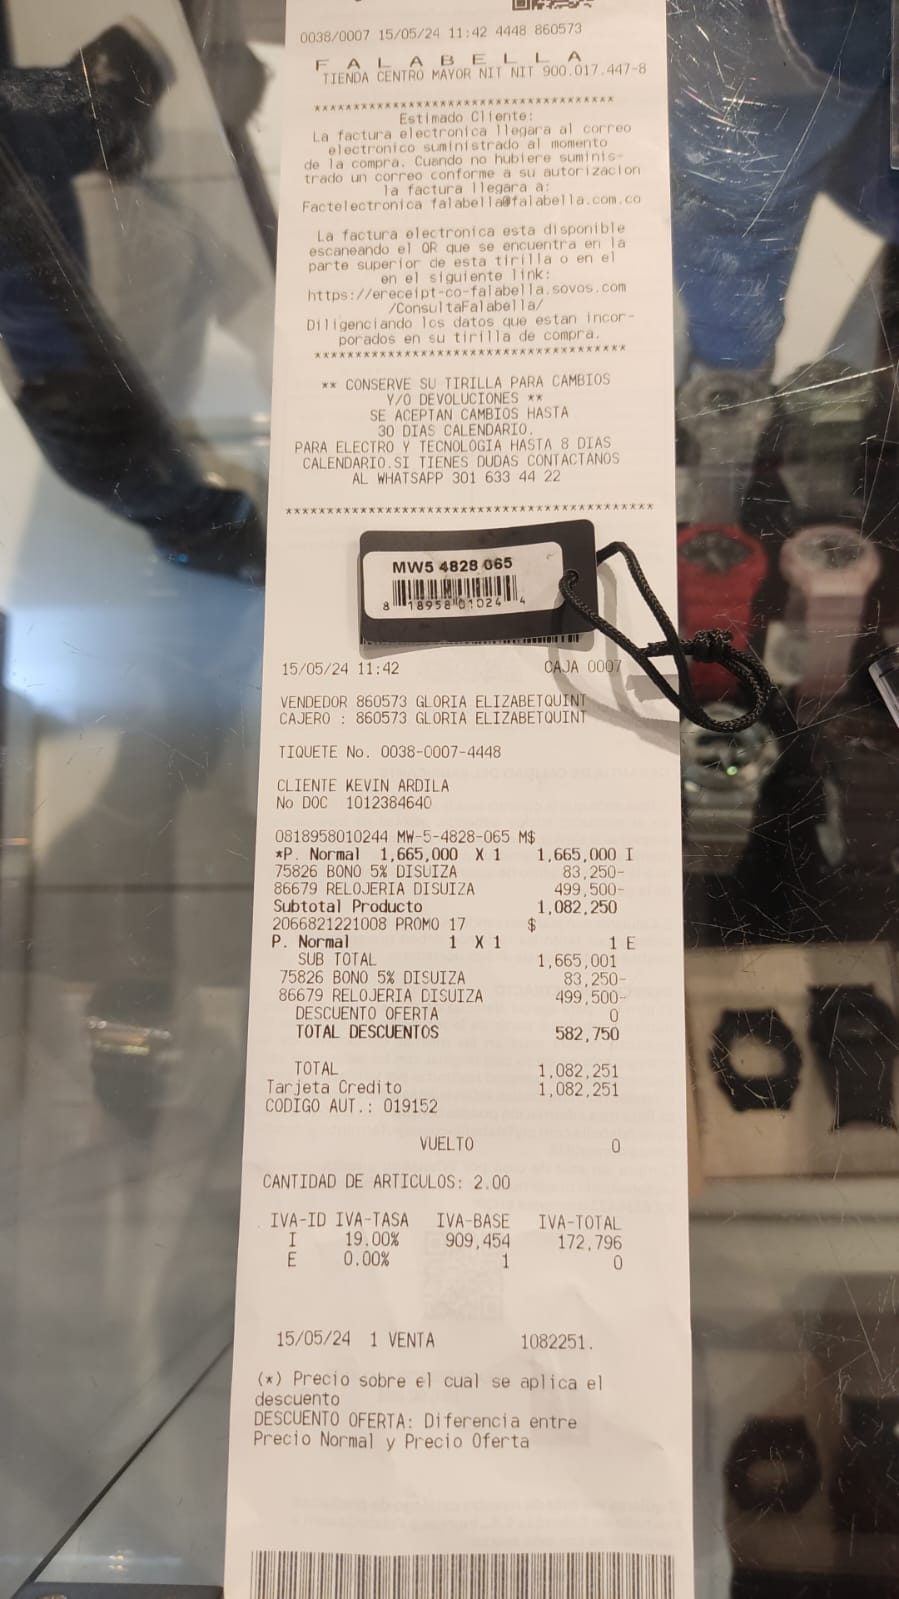 0038/0007 15/05/24 11:42 4448 860573
F A L A B E L L A
TIENDA CENTRO MAYOR NIT NIT 900.017.447-8
****************************************
Estimado Cliente:
La factura electronica llegara al correo
electronico suministrado al momento
de la compra. Cuando no hubiere suminis-
trado un correo conforme a su autorizacion
la factura llegara a:
Factelectronica falabella@falabella.com.co
La factura electronica esta disponible
escaneando el QR que se encuentra en la
parte superior de esta tirilla o en el
en el siguiente link:
https://ereceipt-co-falabella.sovos.com
/ConsultaFalabella/
Diligenciando los datos que estan incor-
porados en su tirilla de compra.
****************************************
** CONSERVE SU TIRILLA PARA CAMBIOS
Y/O DEVOLUCIONES **
SE ACEPTAN CAMBIOS HASTA
30 DIAS CALENDARIO.
PARA ELECTRO Y TECNOLOGIA HASTA 8 DIAS
CALENDARIO.SI TIENES DUDAS CONTACTANOS
AL WHATSAPP 301 633 44 22
************************************************
MW5 4828 065
8 18958 01024 4
15/05/24 11:42 CAJA 0007
VENDEDOR 860573 GLORIA ELIZABETQUINT
CAJERO : 860573 GLORIA ELIZABETQUINT
TIQUETE No. 0038-0007-4448
CLIENTE KEVIN ARDILA
No DOC 1012384640
0818958010244 MW-5-4828-065 M$
*P. Normal 1,665,000 X 1 1,665,000 I
75826 BONO 5% DISUIZA 83,250-
86679 RELOJERIA DISUIZA 499,500-
Subtotal Producto 1,082,250
2066821221008 PROMO 17 $
P. Normal 1 X 1 1 E
SUB TOTAL 1,665,001
75826 BONO 5% DISUIZA 83,250-
86679 RELOJERIA DISUIZA 499,500-
DESCUENTO OFERTA 0
TOTAL DESCUENTOS 582,750
TOTAL 1,082,251
Tarjeta Credito 1,082,251
CODIGO AUT.: 019152
VUELTO 0
CANTIDAD DE ARTICULOS: 2.00
IVA-ID IVA-TASA IVA-BASE IVA-TOTAL
I 19.00% 909,454 172,796
E 0.00% 1 0
15/05/24 1 VENTA 1082251.
(*) Precio sobre el cual se aplica el
descuento
DESCUENTO OFERTA: Diferencia entre
Precio Normal y Precio Oferta